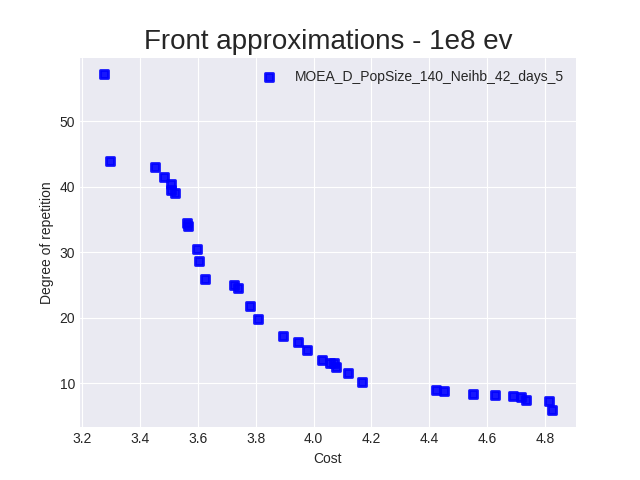 Front approximations - 1e8 ev
MOEA_D_PopSize_140_Neihb_42_days_5
Degree of repetition
50
40
30
20
10
3.2 3.4 3.6 3.8 4.0 4.2 4.4 4.6 4.8
Cost